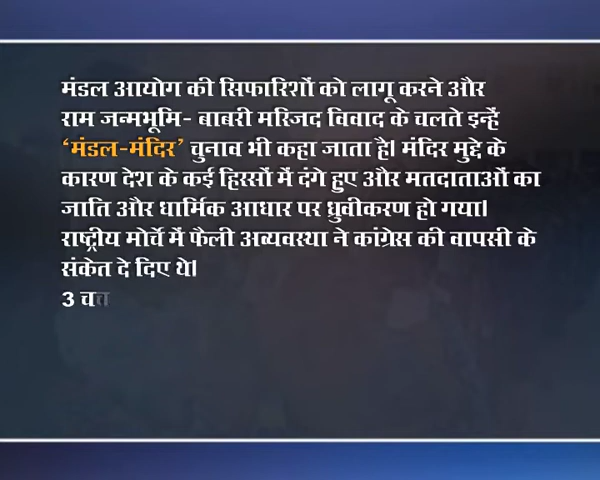 मंडल आयोग की सिफारिशों को लागू करने और
राम जन्मभूमि- बाबरी मस्जिद विवाद के चलते इन्हें
‘मंडल-मंदिर’ चुनाव भी कहा जाता है। मंदिर मुद्दे के
कारण देश के कई हिस्सों में दंगे हुए और मतदाताओं का
जाति और धार्मिक आधार पर ध्रुवीकरण हो गया।
राष्ट्रीय मोर्चे में फैली अव्यवस्था ने कांग्रेस की वापसी के
संकेत दे दिए थे।
3 च